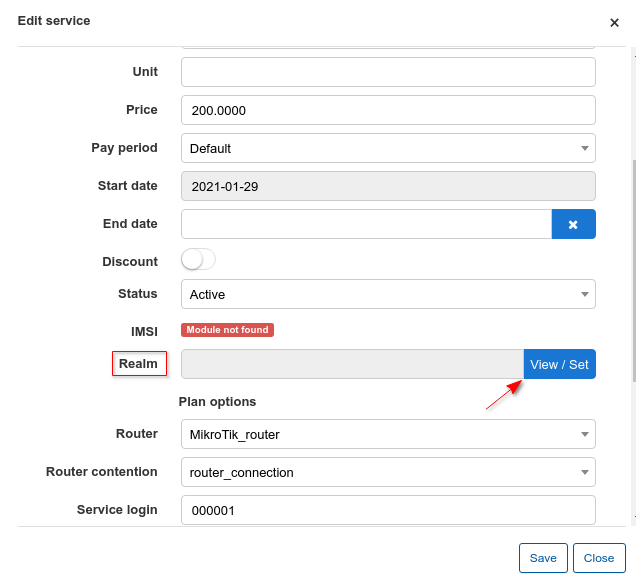 Edit service
Unit
Price 200.0000
Pay period Default
Start date 2021-01-29
End date
Discount
Status Active
IMSI Module not found
Realm View / Set
Plan options
Router MikroTik_router
Router contention router_connection
Service login 000001
Save Close